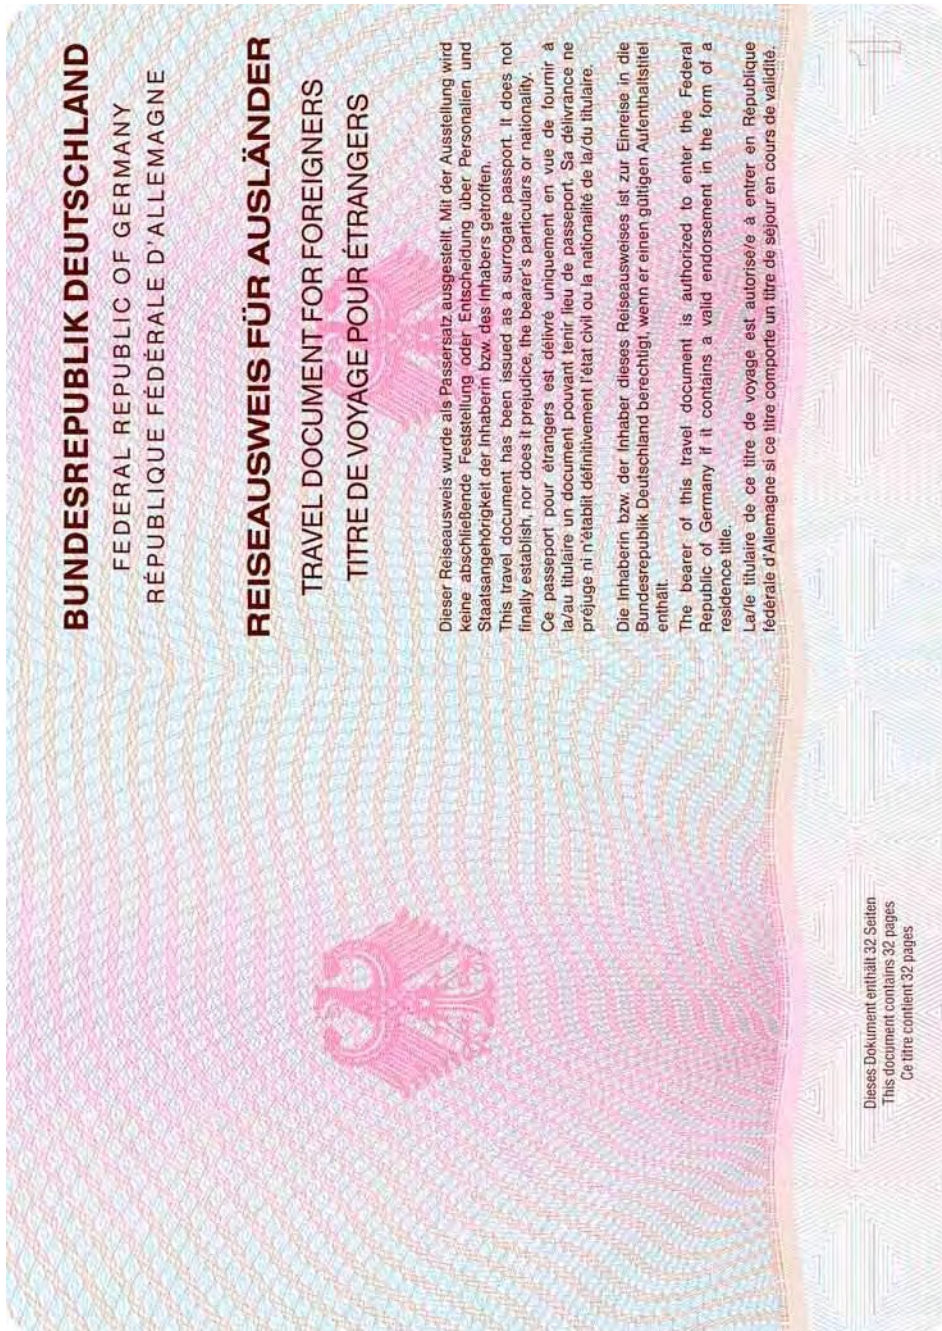 BUNDESREPUBLIK DEUTSCHLAND
FEDERAL REPUBLIC OF GERMANY
RÉPUBLIQUE FÉDÉRALE D'ALLEMAGNE
REISEAUSWEIS FÜR AUSLÄNDER
TRAVEL DOCUMENT FOR FOREIGNERS
TITRE DE VOYAGE POUR ÉTRANGERS
Dieser Reiseausweis wurde als Passersatz ausgestellt. Mit der Ausstellung wird
keine abschließende Feststellung oder Entscheidung über Personalien und
Staatsangehörigkeit der Inhaberin bzw. des Inhabers getroffen.
This travel document has been issued as a surrogate passport. It does not
finally establish, nor does it prejudice, the bearer's particulars or nationality.
Ce passeport pour étrangers est délivré uniquement en vue de fournir à
la/au titulaire un document pouvant tenir lieu de passeport. Sa délivrance ne
préjuge ni n'établit définitivement l'état civil ou la nationalité de la/du titulaire.
Die Inhaberin bzw. der Inhaber dieses Reiseausweises ist zur Einreise in die
Bundesrepublik Deutschland berechtigt, wenn er einen gültigen Aufenthaltstitel
enthält.
The bearer of this travel document is authorized to enter the Federal
Republic of Germany if it contains a valid endorsement in the form of a
residence title.
La/le titulaire de ce titre de voyage est autorisé/e à entrer en République
fédérale d'Allemagne si ce titre comporte un titre de séjour en cours de validité.
1
Dieses Dokument enthält 32 Seiten
This document contains 32 pages
Ce titre contient 32 pages